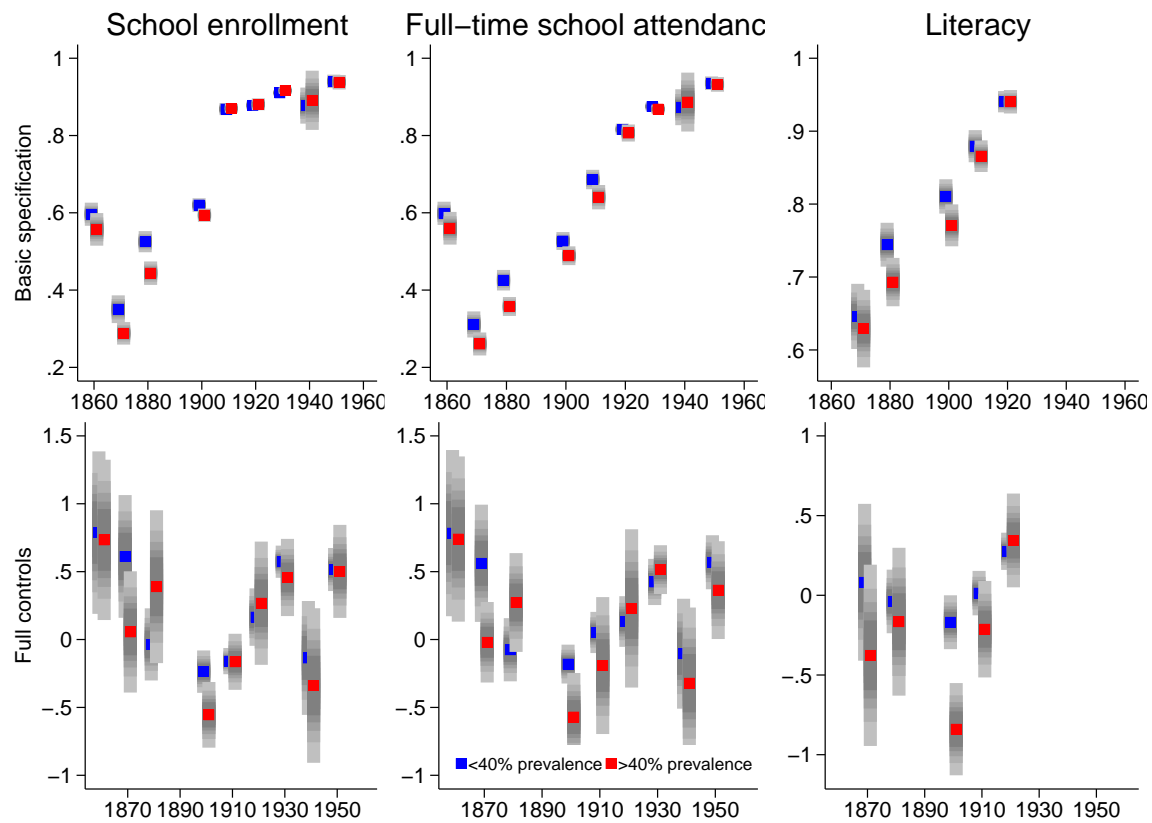 School enrollment
Full−time school attendanc
Literacy
Basic specification
1
.8
.6
.4
.2
1860 1880 1900 1920 1940 1960
1
.8
.6
.4
.2
1860 1880 1900 1920 1940 1960
1
.9
.8
.7
.6
1860 1880 1900 1920 1940 1960
Full controls
1.5
1
.5
0
−.5
−1
1870 1890 1910 1930 1950
1.5
1
.5
0
−.5
−1
<40% prevalence >40% prevalence
1870 1890 1910 1930 1950
1
.5
0
−.5
−1
1870 1890 1910 1930 1950